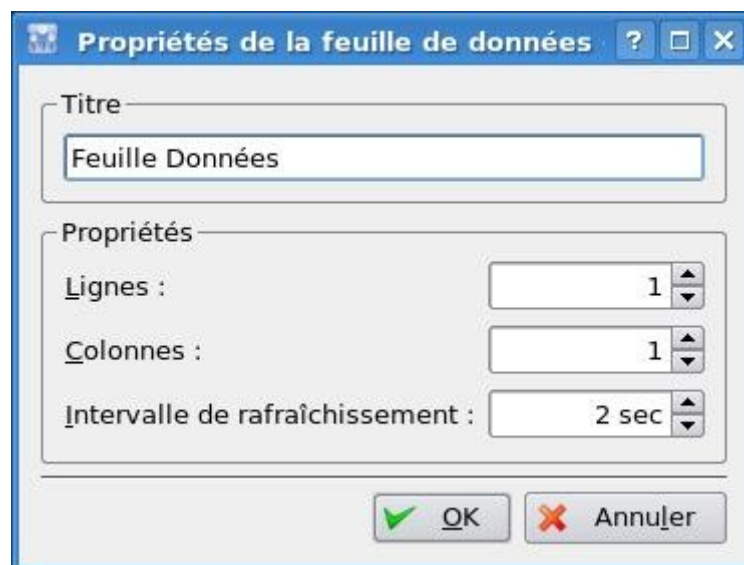 Propriétés de la feuille de données
Titre
Feuille Données
Propriétés
Lignes : 1
Colonnes : 1
Intervalle de rafraîchissement : 2 sec
OK Annuler